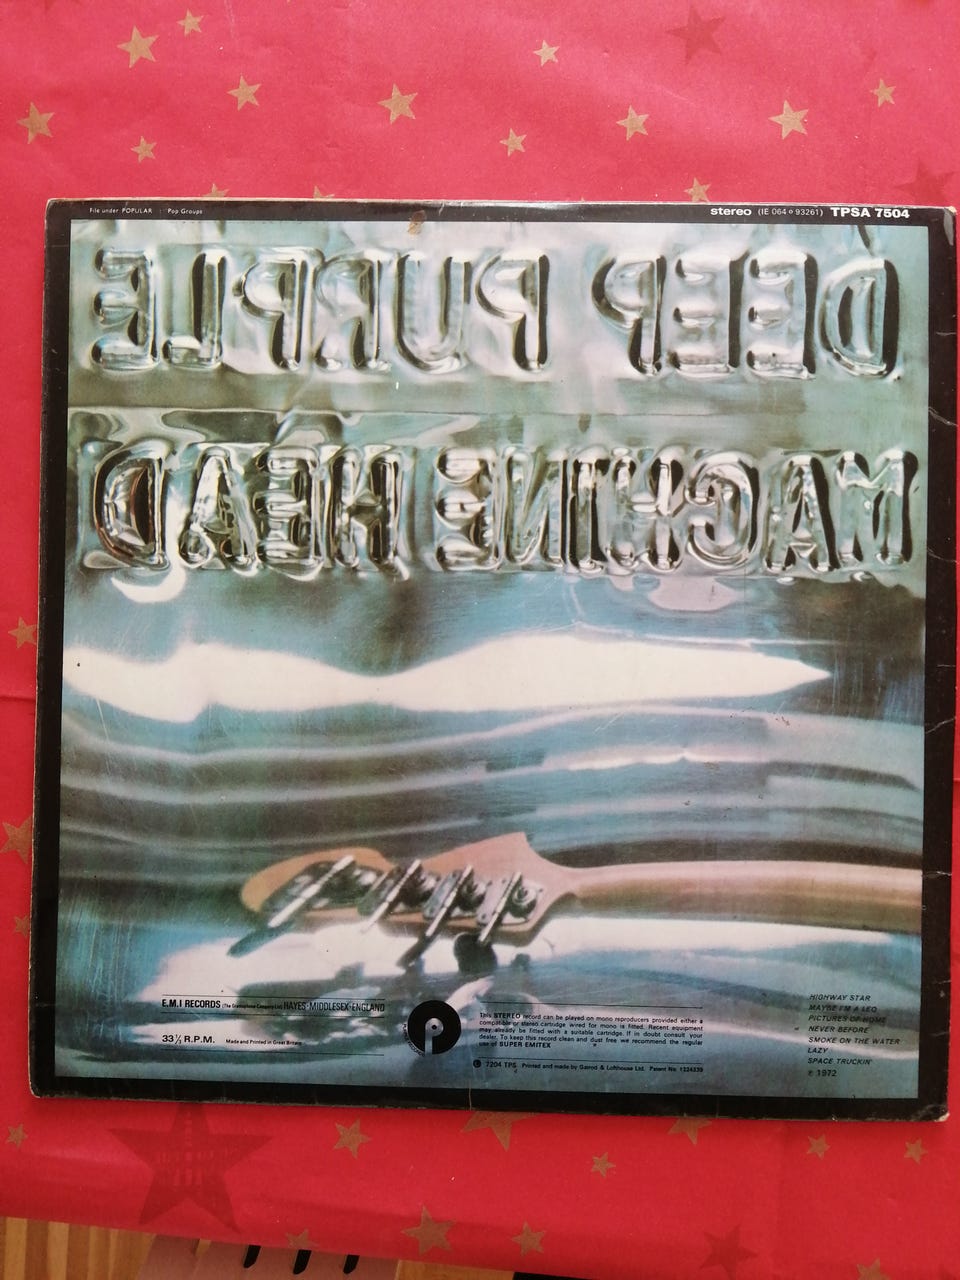 File under POPULAR : Pop Groups
stereo (IE 064 o 93261) TPSA 7504
DEEP PURPLE
MACHINE HEAD
E.M.I RECORDS (The Gramophone Company Ltd.) HAYES·MIDDLESEX·ENGLAND
33⅓ R.P.M. Made and Printed in Great Britain
This STEREO record can be played on mono reproducers provided either a
compatible or stereo cartridge wired for mono is fitted. Recent equipment
may already be fitted with a suitable cartridge. If in doubt consult your
dealer. To keep this record clean and dust free we recommend the regular
use of SUPER EMITEX
7204 TPS Printed and made by Garrod & Lofthouse Ltd. Patent No. 1224339
HIGHWAY STAR
MAYBE I'M A LEO
PICTURES OF HOME
NEVER BEFORE
SMOKE ON THE WATER
LAZY
SPACE TRUCKIN'
℗ 1972